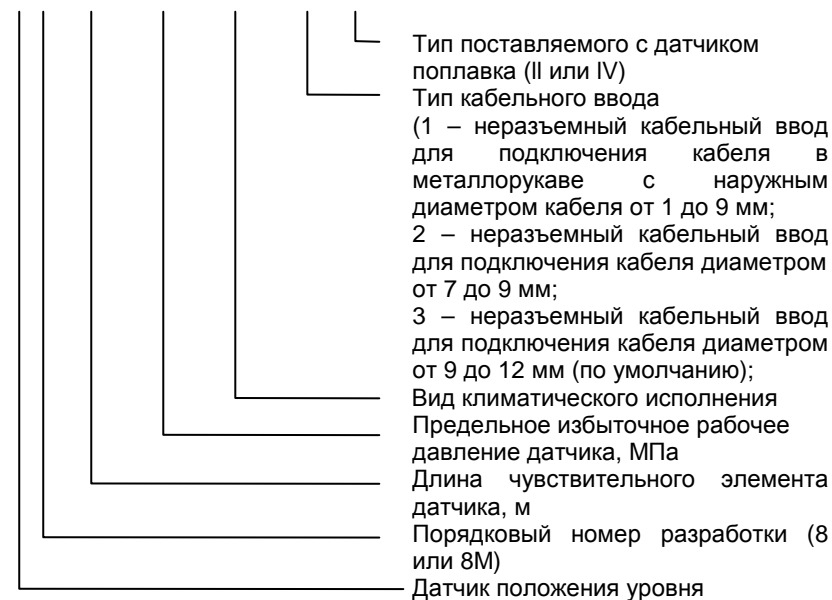 Тип поставляемого с датчиком
поплавка (II или IV)
Тип кабельного ввода
(1 – неразъемный кабельный ввод
для подключения кабеля в
металлорукаве с наружным
диаметром кабеля от 1 до 9 мм;
2 – неразъемный кабельный ввод
для подключения кабеля диаметром
от 7 до 9 мм;
3 – неразъемный кабельный ввод
для подключения кабеля диаметром
от 9 до 12 мм (по умолчанию);
Вид климатического исполнения
Предельное избыточное рабочее
давление датчика, МПа
Длина чувствительного элемента
датчика, м
Порядковый номер разработки (8
или 8М)
Датчик положения уровня